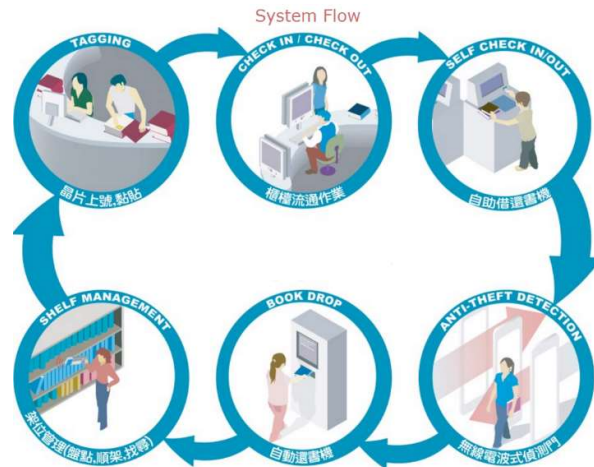 System Flow
TAGGING
晶片上號,黏貼
CHECK IN / CHECK OUT
櫃檯流通作業
SELF CHECK IN/OUT
自助借還書機
ANTI-THEFT DETECTION
無線電波式偵測門
BOOK DROP
自動還書機
SHELF MANAGEMENT
架位管理(盤點,順架,找尋)